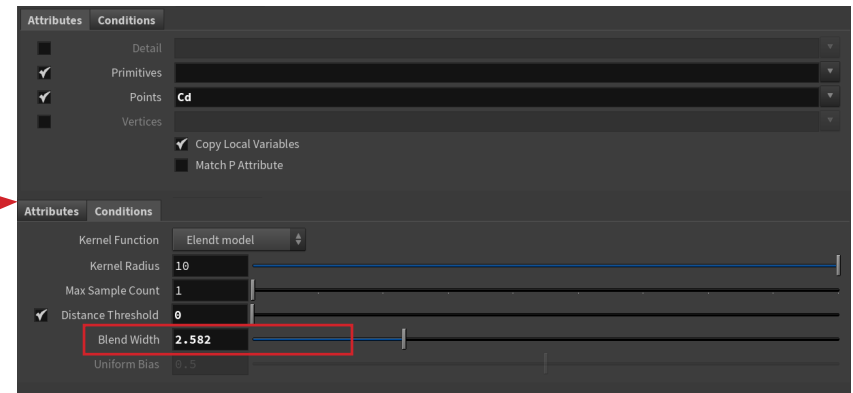 Attributes Conditions
Detail
Primitives
Points Cd
Vertices
Copy Local Variables
Match P Attribute
Attributes Conditions
Kernel Function Elendt model
Kernel Radius 10
Max Sample Count 1
Distance Threshold 0
Blend Width 2.582
Uniform Bias 0.5